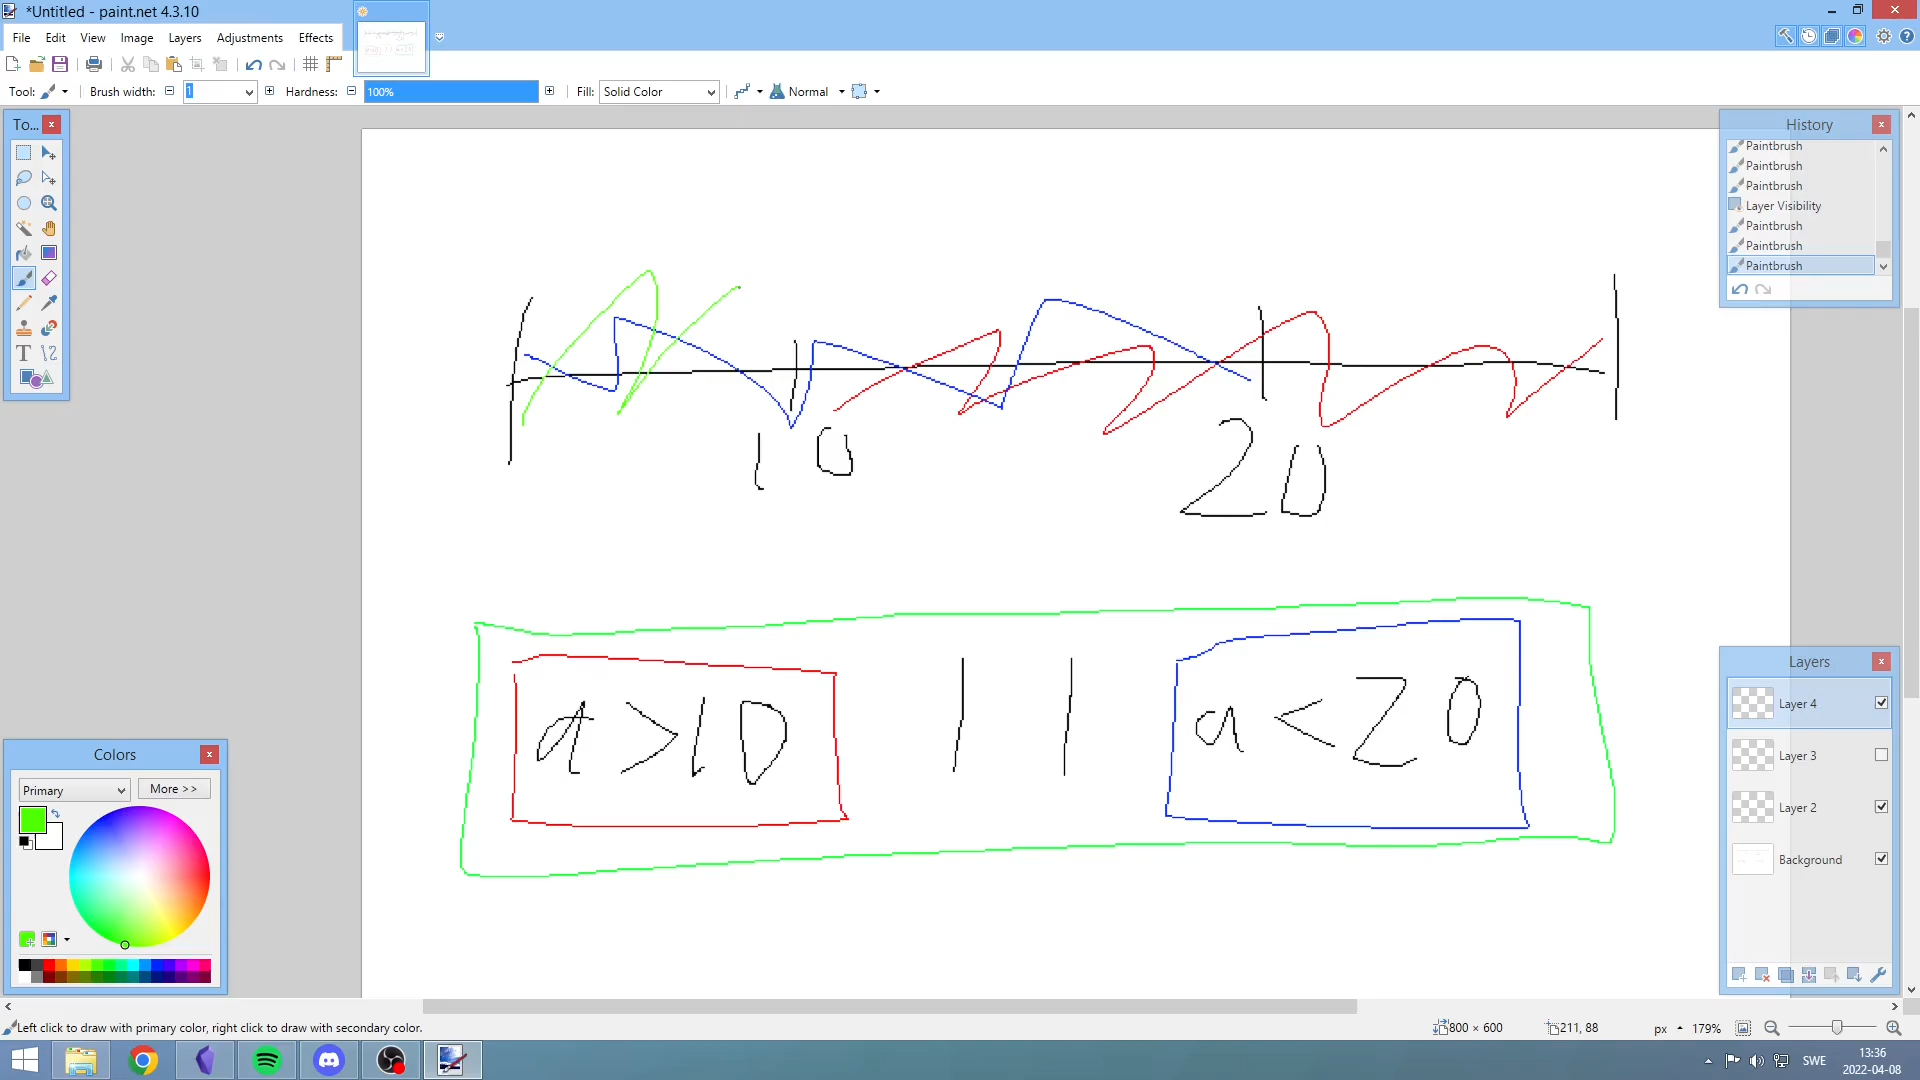 *Untitled - paint.net 4.3.10
File Edit View Image Layers Adjustments Effects
Tool: Brush width: 1 Hardness: 100% Fill: Solid Color Normal
To...
History
Paintbrush
Paintbrush
Paintbrush
Layer Visibility
Paintbrush
Paintbrush
Paintbrush
10 20
a>10 || a<20
Layers
Layer 4
Layer 3
Layer 2
Background
Colors
Primary More >>
Left click to draw with primary color, right click to draw with secondary color. 800 × 600 211, 88 px 179%
SWE 13:36
2022-04-08